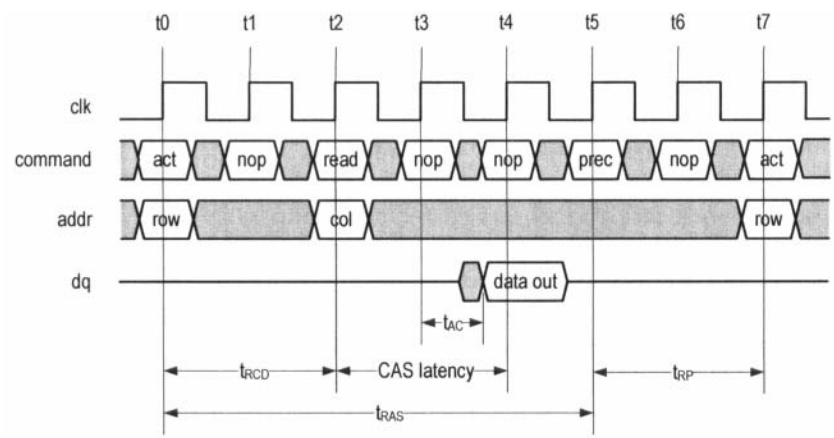 t0 t1 t2 t3 t4 t5 t6 t7
clk
command act nop read nop nop prec nop act
addr row col row
dq data out
tAC
tRCD CAS latency tRP
tRAS